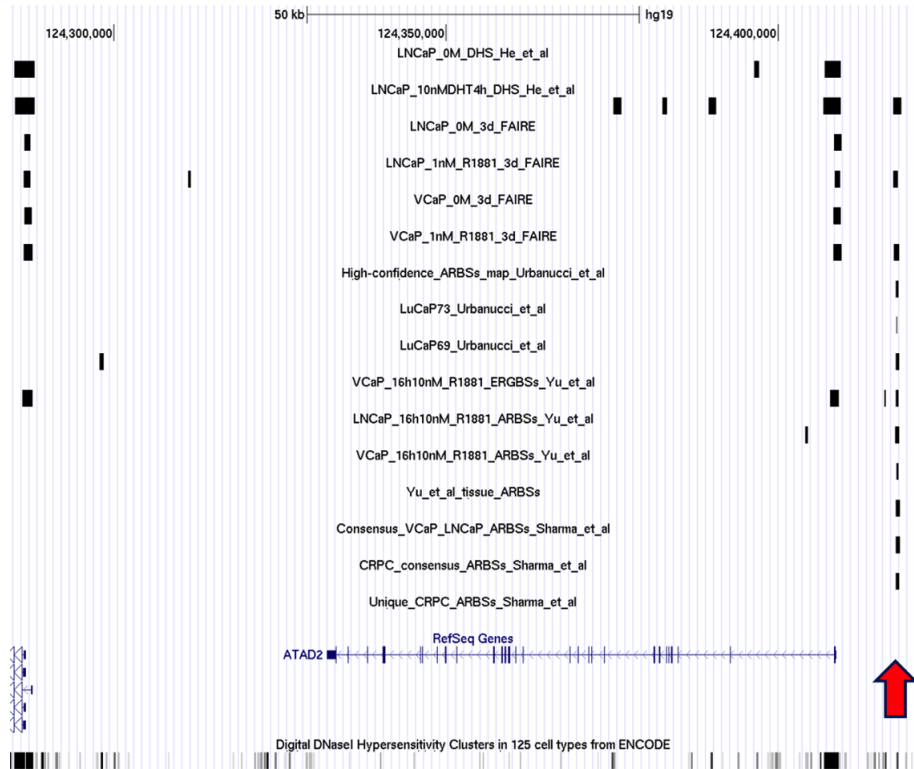 50 kb hg19
124,300,000 124,350,000 124,400,000
LNCaP_0M_DHS_He_et_al
LNCaP_10nMDHT4h_DHS_He_et_al
LNCaP_0M_3d_FAIRE
LNCaP_1nM_R1881_3d_FAIRE
VCaP_0M_3d_FAIRE
VCaP_1nM_R1881_3d_FAIRE
High-confidence_ARBSs_map_Urbanucci_et_al
LuCaP73_Urbanucci_et_al
LuCaP69_Urbanucci_et_al
VCaP_16h10nM_R1881_ERGBSs_Yu_et_al
LNCaP_16h10nM_R1881_ARBSs_Yu_et_al
VCaP_16h10nM_R1881_ARBSs_Yu_et_al
Yu_et_al_tissue_ARBSs
Consensus_VCaP_LNCaP_ARBSs_Sharma_et_al
CRPC_consensus_ARBSs_Sharma_et_al
Unique_CRPC_ARBSs_Sharma_et_al
RefSeq Genes
ATAD2
Digital DNaseI Hypersensitivity Clusters in 125 cell types from ENCODE